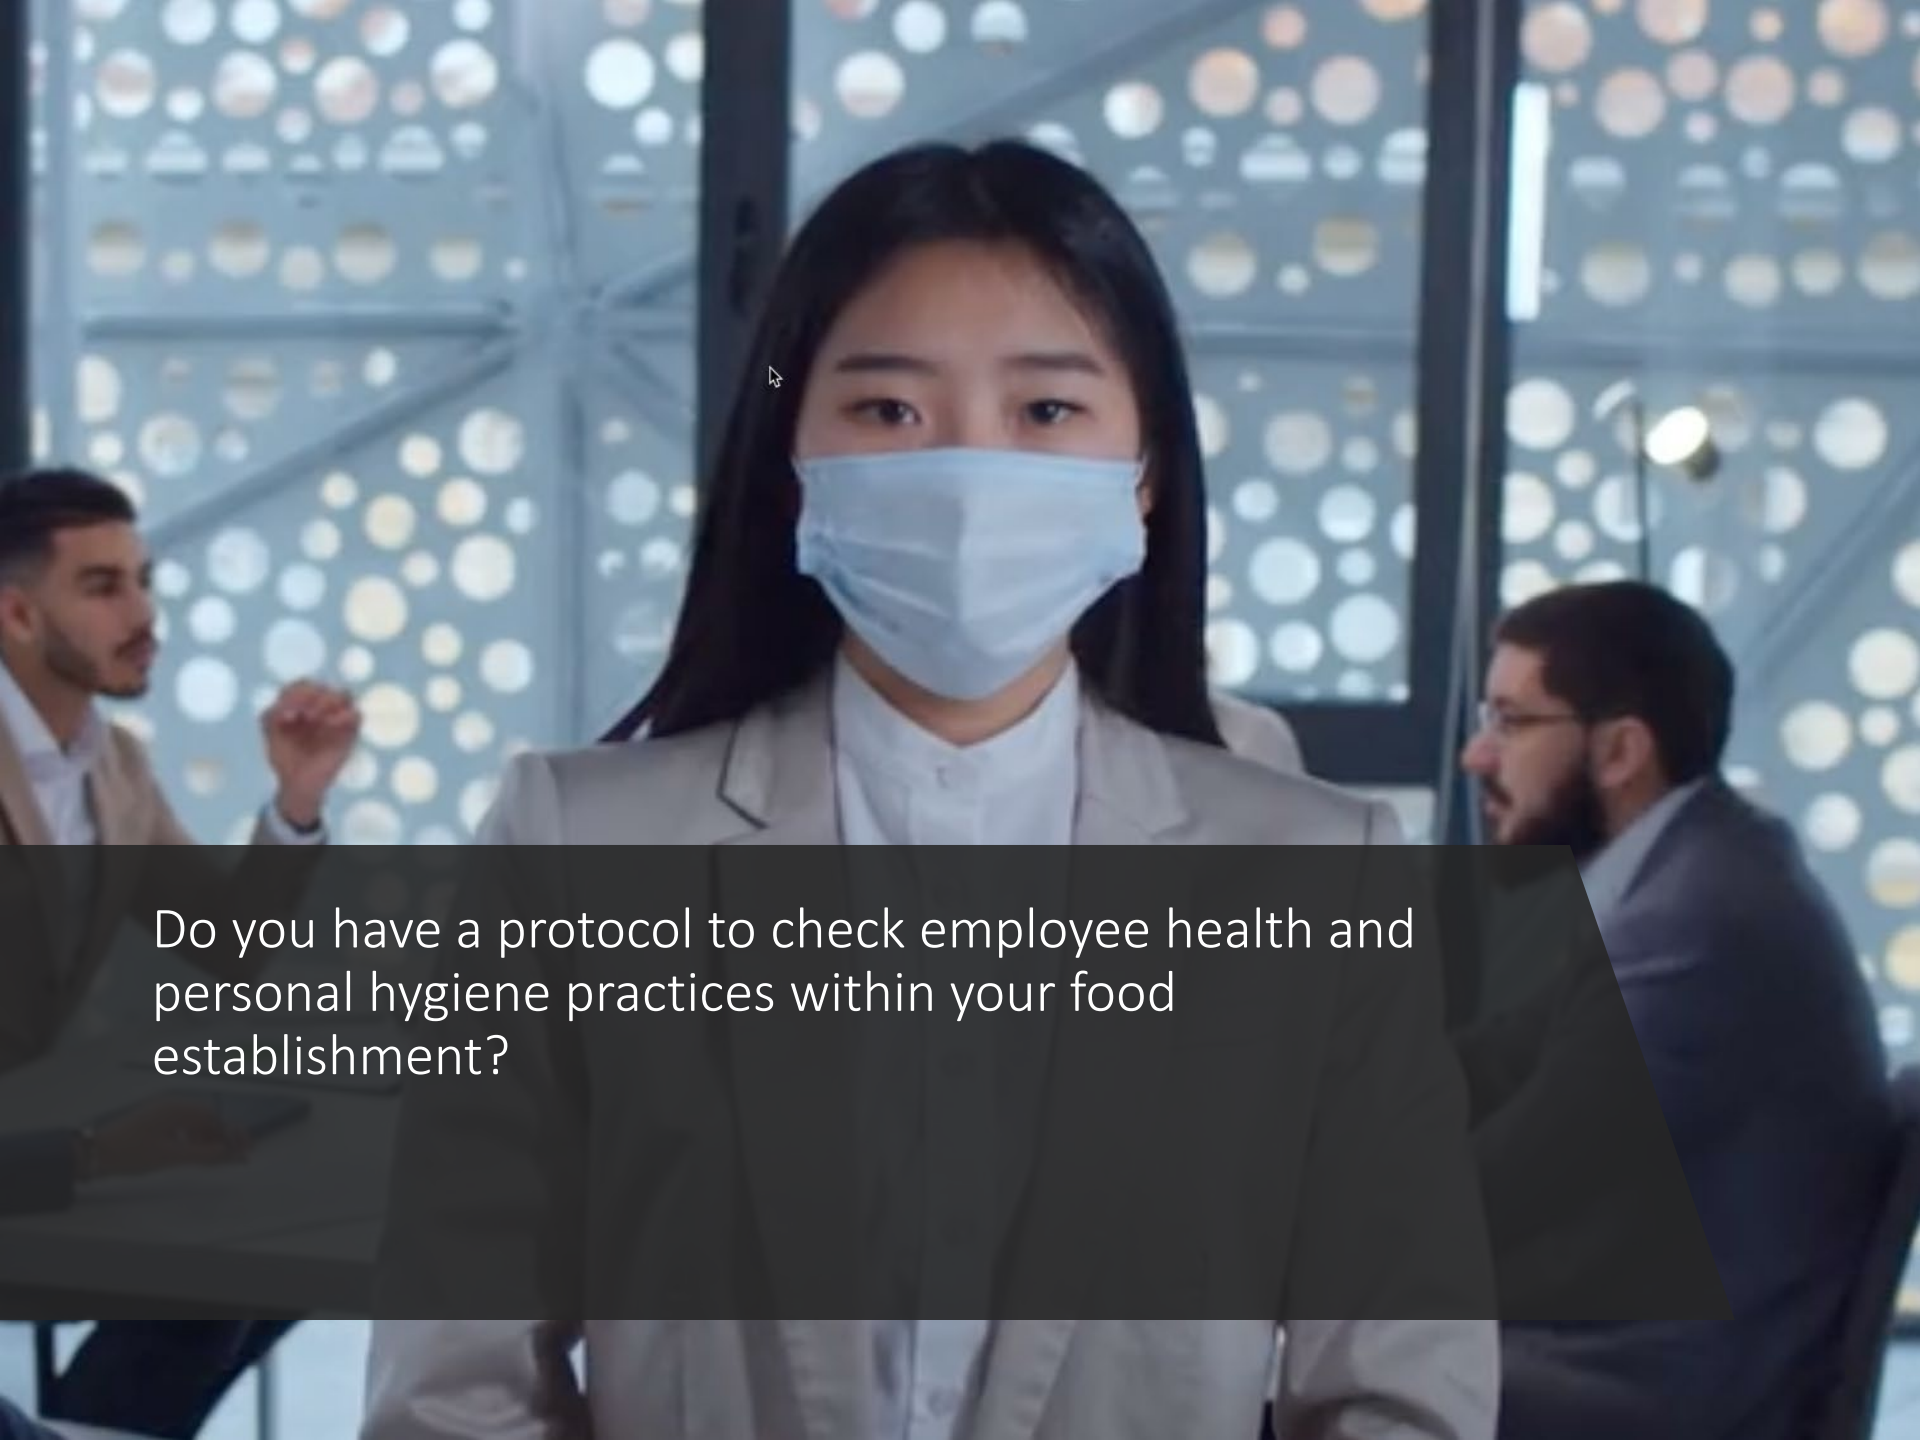 Do you have a protocol to check employee health and
personal hygiene practices within your food
establishment?